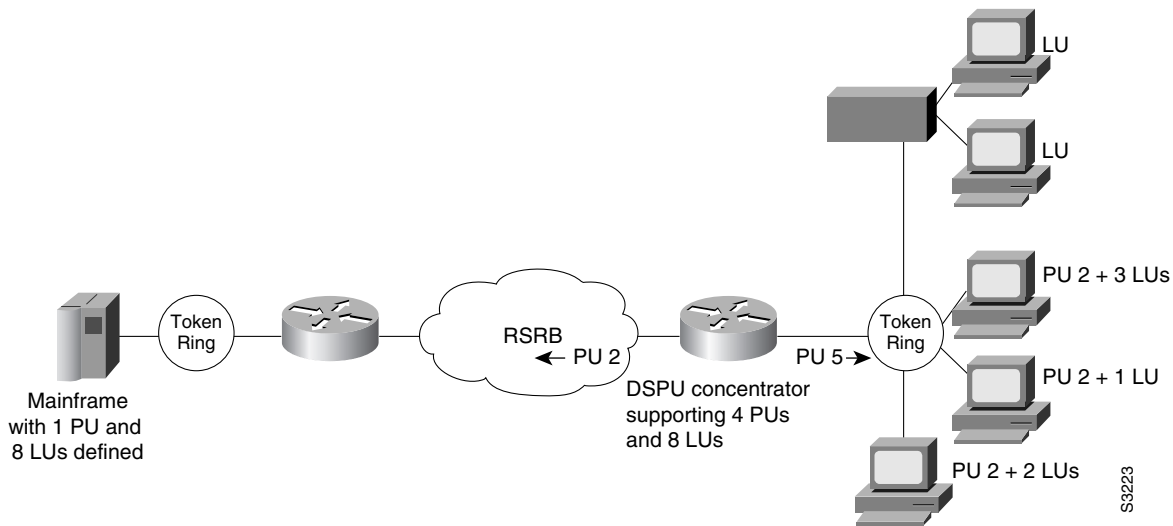 LU
LU
PU 2 + 3 LUs
Token
Ring
RSRB
PU 2
PU 5
Token
Ring
PU 2 + 1 LU
Mainframe
with 1 PU and
8 LUs defined
DSPU concentrator
supporting 4 PUs
and 8 LUs
PU 2 + 2 LUs
S3223